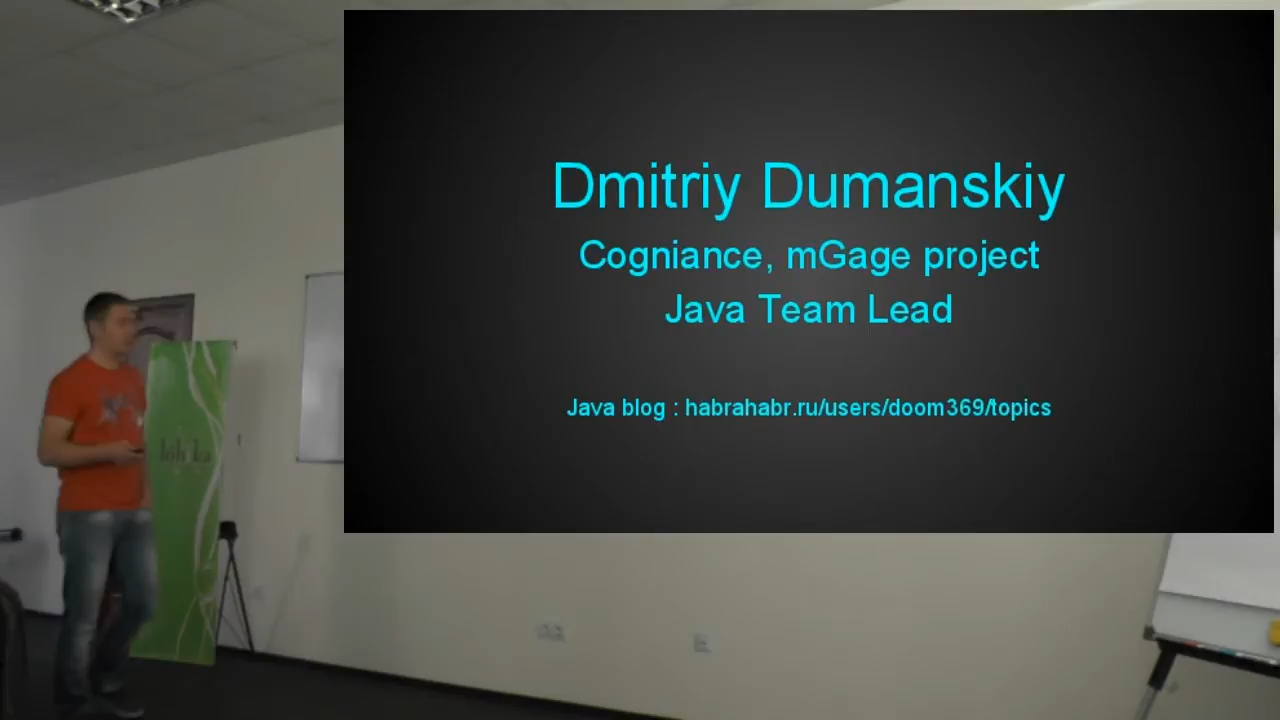 Dmitriy Dumanskiy
Cogniance, mGage project
Java Team Lead
Java blog : habrahabr.ru/users/doom369/topics